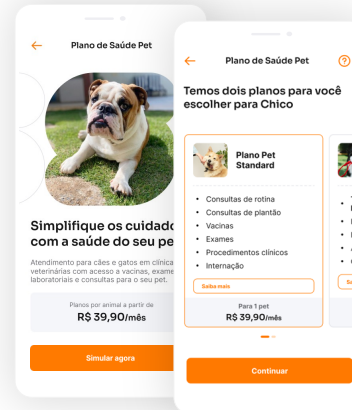 Plano de Saúde Pet
Simplifique os cuidado
com a saúde do seu pe
Atendimento para cães e gatos em clínica
veterinárias com acesso a vacinas, exame
laboratoriais e consultas para o seu pet.
Planos por animal a partir de
R$ 39,90/mês
Simular agora
Plano de Saúde Pet
?
Temos dois planos para você
escolher para Chico
Plano Pet
Standard
• Consultas de rotina
• Consultas de plantão
• Vacinas
• Exames
• Procedimentos clínicos
• Internação
Saiba mais
Para 1 pet
R$ 39,90/mês
Continuar